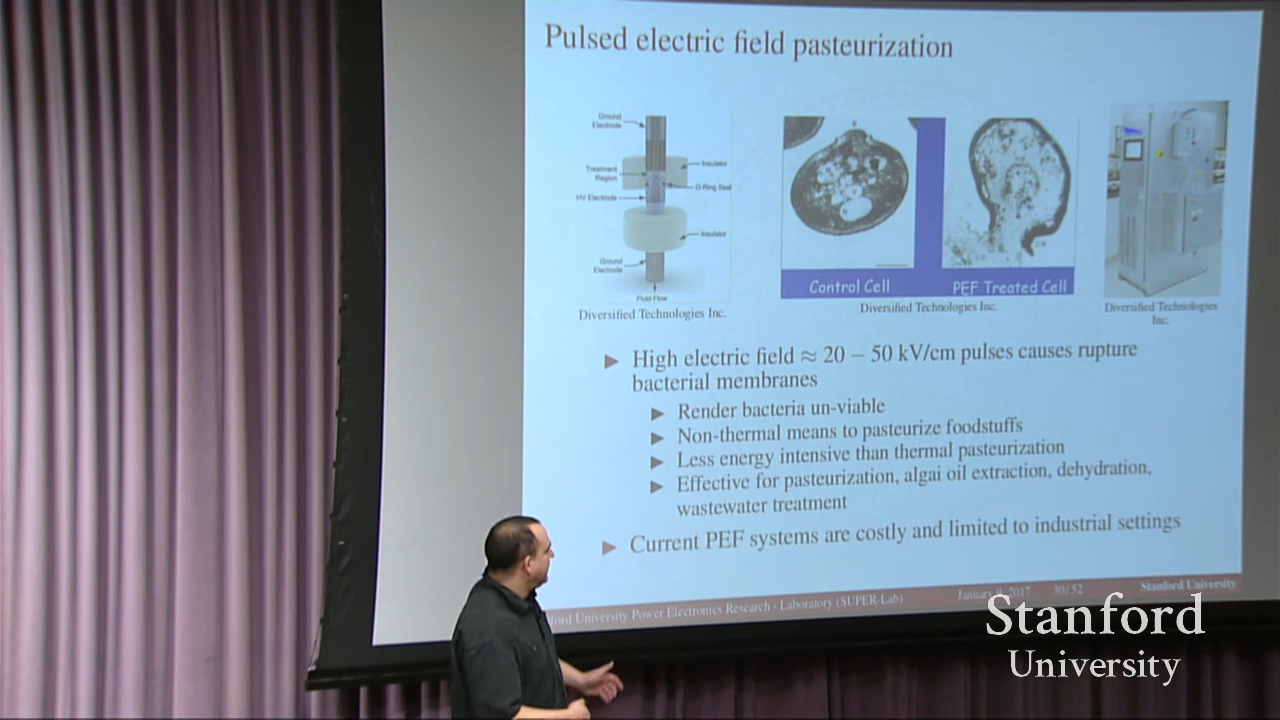 Pulsed electric field pasteurization
Ground
Electrode
Treatment
Region
HV Electrode
Ground
Electrode
Insulator
O-Ring Seal
Insulator
Fluid Flow
Diversified Technologies Inc.
Control Cell
PEF Treated Cell
Diversified Technologies Inc.
Diversified Technologies
Inc.
High electric field ≈ 20 – 50 kV/cm pulses causes rupture
bacterial membranes
Render bacteria un-viable
Non-thermal means to pasteurize foodstuffs
Less energy intensive than thermal pasteurization
Effective for pasteurization, algai oil extraction, dehydration,
wastewater treatment
Current PEF systems are costly and limited to industrial settings
ford University Power Electronics Research - Laboratory (SUPER-Lab)
2017
30/52
Stanford University
Stanford
University